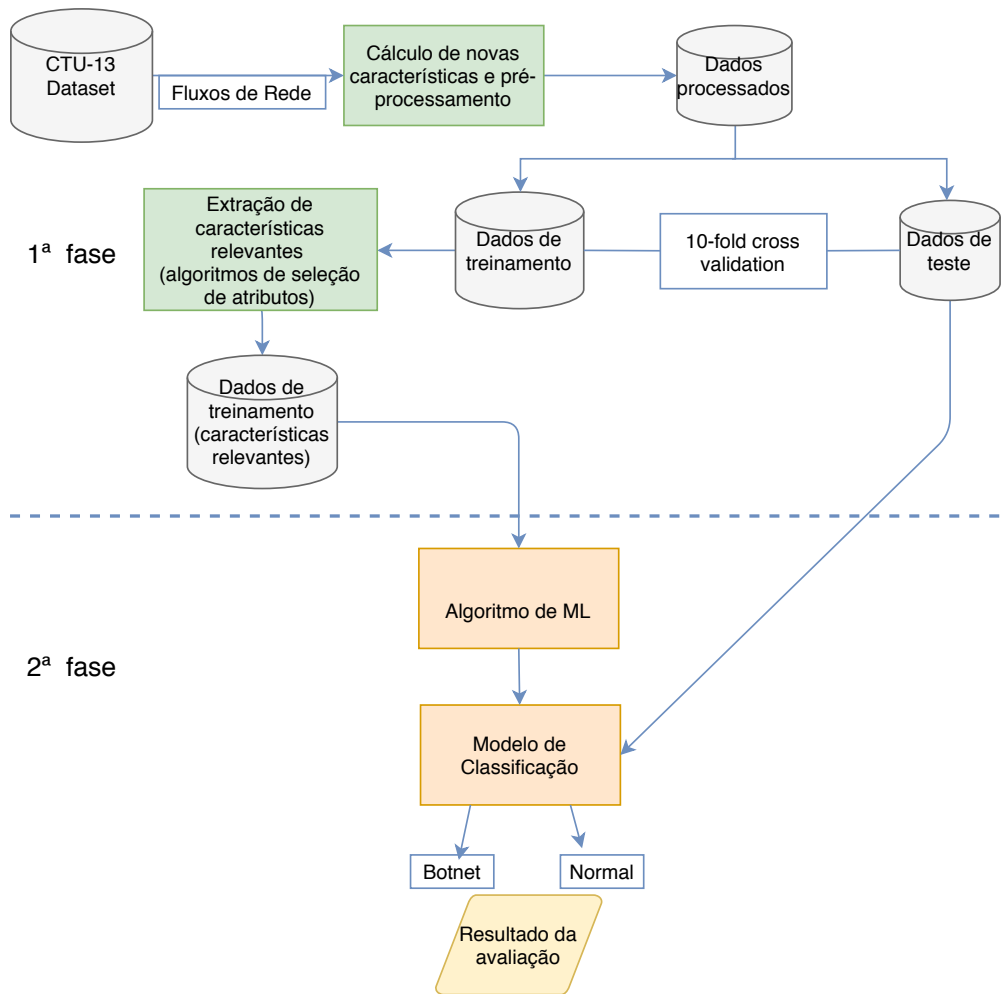 CTU-13
Dataset
Fluxos de Rede
Cálculo de novas
características e pré-
processamento
Dados
processados
1ª fase
Extração de
características
relevantes
(algoritmos de seleção
de atributos)
Dados de
treinamento
10-fold cross
validation
Dados de
teste
Dados de
treinamento
(características
relevantes)
Algoritmo de ML
2ª fase
Modelo de
Classificação
Botnet
Normal
Resultado da
avaliação